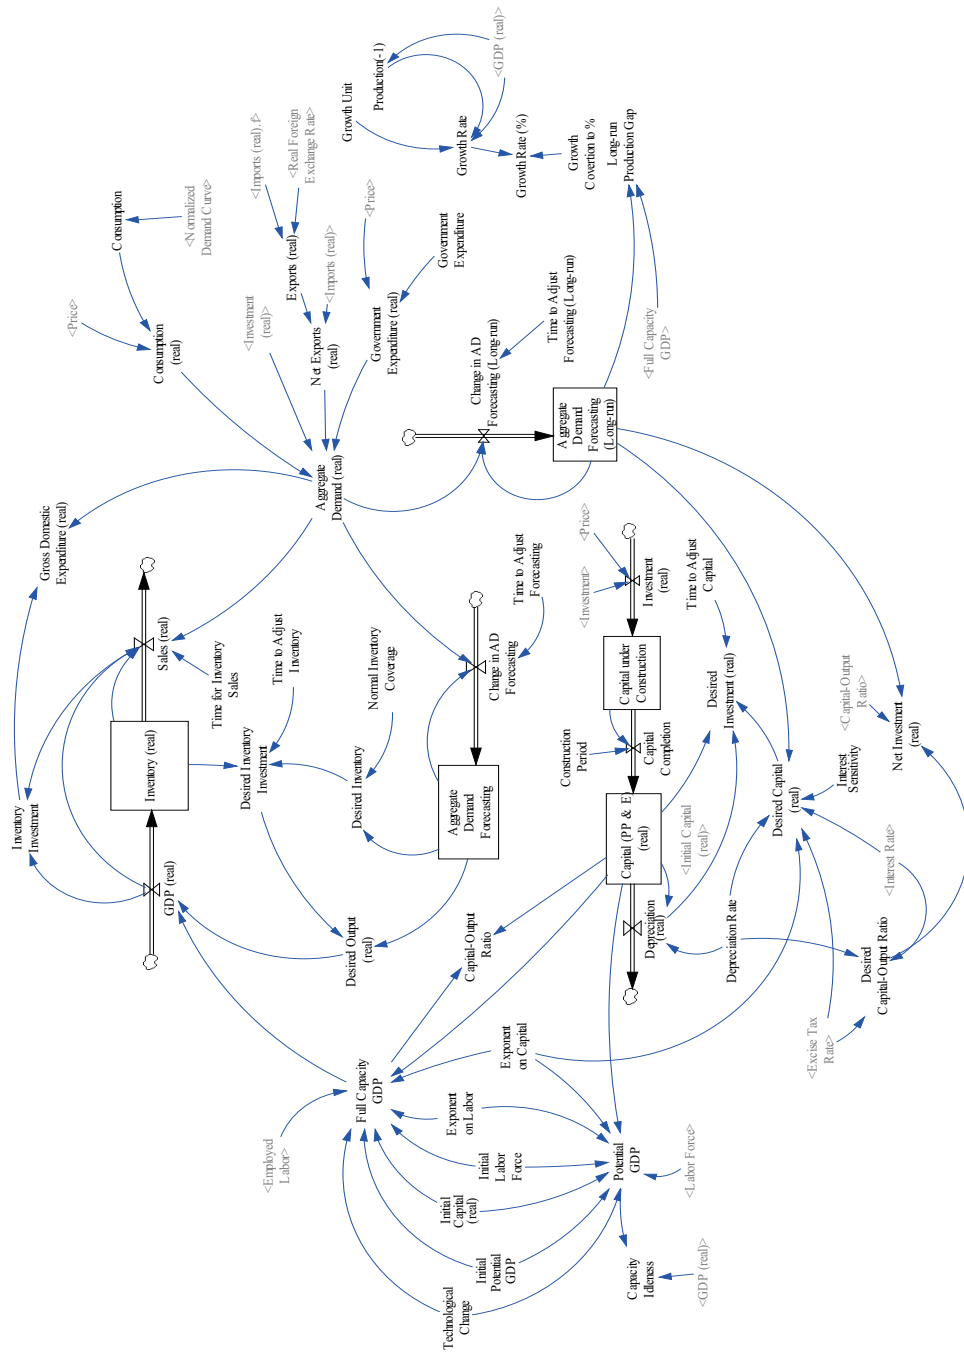 Technological
Change
Initial
Potential
GDP
Initial
Capital
(real)
Initial
Labor
Force
Exponent
on Labor
Exponent
on Capital
<Employed
Labor>
Full Capacity
GDP
Potential
GDP
<Labor Force>
Capacity
Idleness
<GDP (real)>
GDP (real)
Inventory
Investment
Inventory (real)
Sales (real)
Time for Inventory
Sales
Gross Domestic
Expenditure (real)
Desired Output
(real)
Desired Inventory
Investment
Time to Adjust
Inventory
Desired Inventory
Normal Inventory
Coverage
Capital-Output
Ratio
Aggregate
Demand
Forecasting
Change in AD
Forecasting
Time to Adjust
Forecasting
Aggregate
Demand (real)
<Price>
Consumption
(real)
Consumption
<Normalized
Demand Curve>
<Investment
(real)>
Net Exports
(real)
Exports (real)
<Imports (real).f>
<Real Foreign
Exchange Rate>
<Imports (real)>
Government
Expenditure (real)
<Price>
Government
Expenditure
Change in AD
Forecasting (Long-run)
Time to Adjust
Forecasting (Long-run)
Aggregate
Demand
Forecasting
(Long-run)
Growth Unit
Production(-1)
<GDP (real)>
Growth Rate
Growth Rate (%)
Growth
Covertion to %
Long-run
Production Gap
<Full Capacity
GDP>
Depreciation
(real)
Capital (PP & E)
(real)
Construction
Period
Capital
Completion
Capital under
Construction
<Investment>
<Price>
Investment
(real)
<Initial Capital
(real)>
Desired
Investment (real)
Time to Adjust
Capital
Depreciation Rate
Desired Capital
(real)
Interest
Sensitivity
<Capital-Output
Ratio>
Net Investment
(real)
<Interest Rate>
Desired
Capital-Output Ratio
<Excise Tax
Rate>